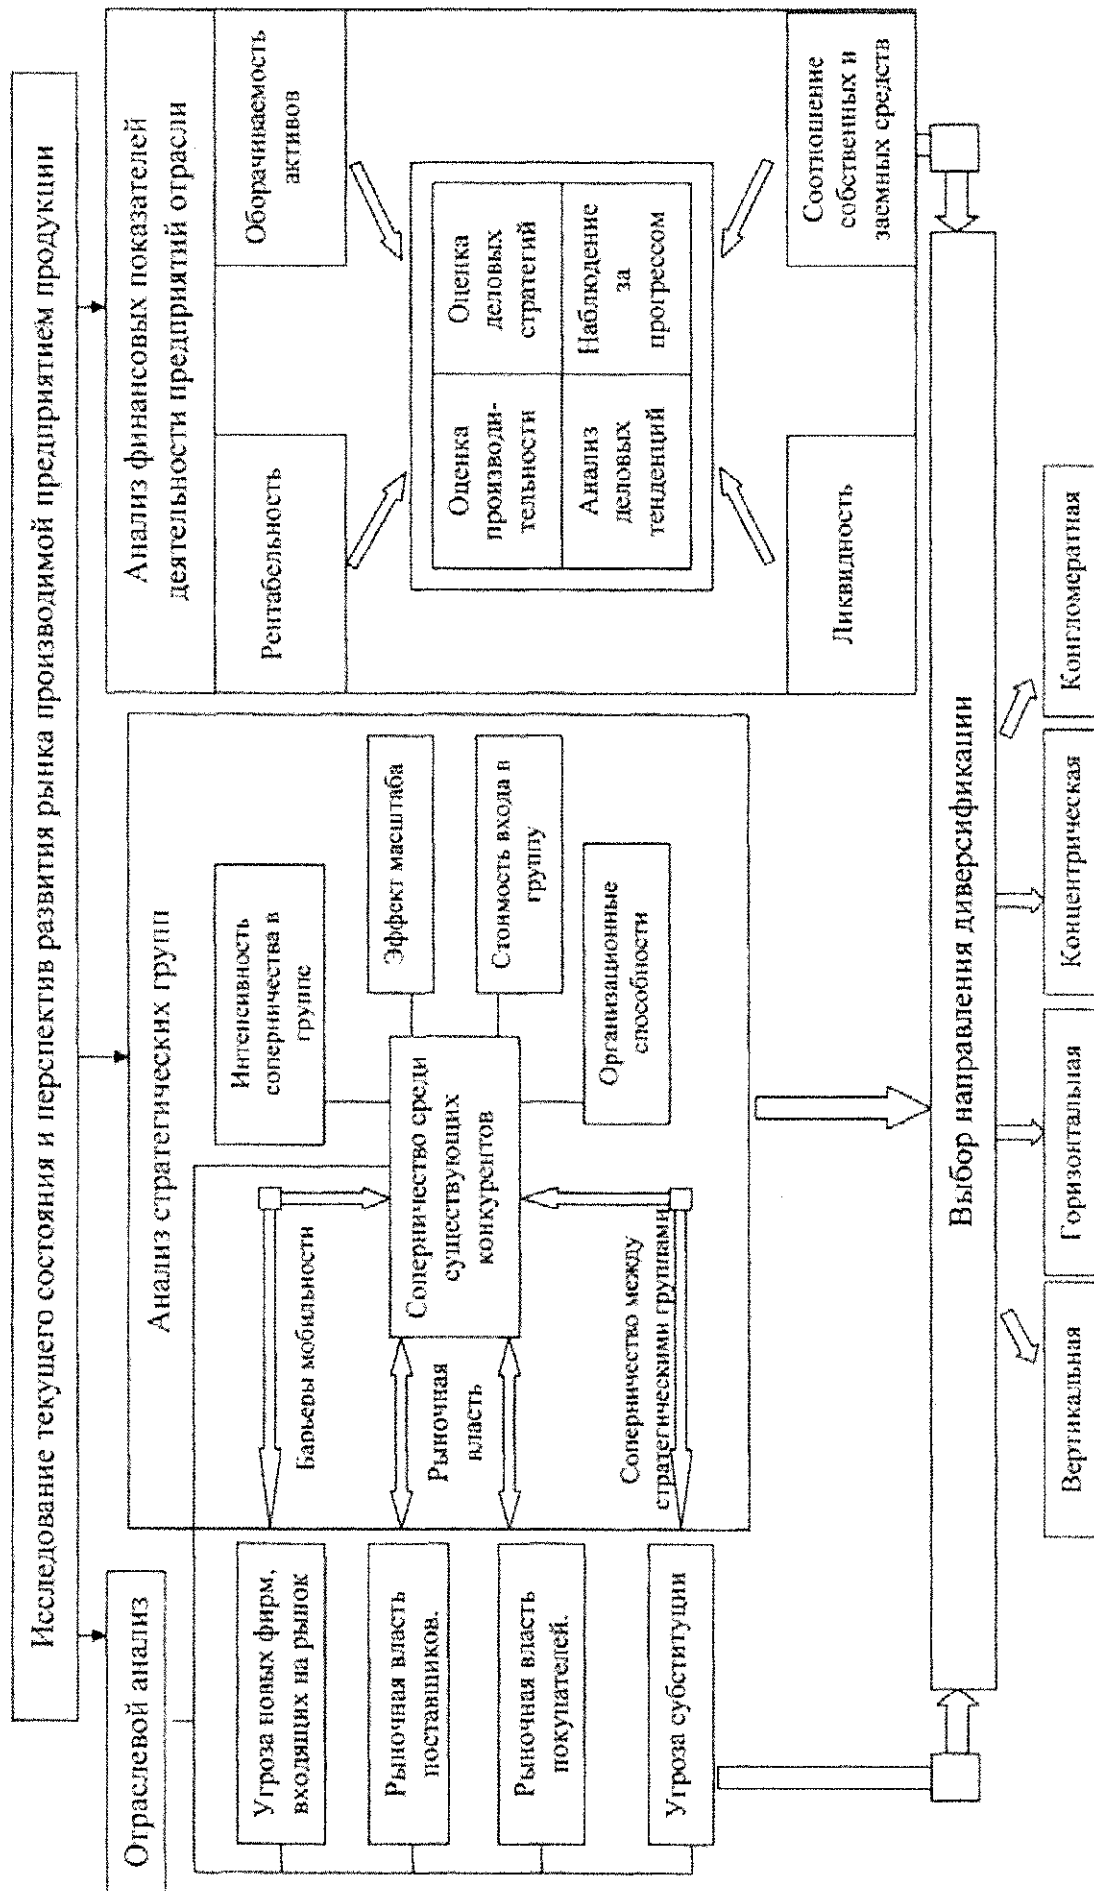 Исследование текущего состояния и перспектив развития рынка производимой предприятием продукции
Отраслевой анализ
Угроза новых фирм,
входящих на рынок
Рыночная власть
поставщиков.
Рыночная власть
покупателей.
Угроза субституции
Анализ стратегических групп
Барьеры мобильности
Рыночная
власть
Соперничество между
стратегическими группами
Соперничество среди
существующих
конкурентов
Интенсивность
соперничества в
группе
Эффект масштаба
Стоимость входа в
группу
Организационные
способности
Анализ финансовых показателей
деятельности предприятий отрасли
Рентабельность
Оборачиваемость
активов
Оценка
производи-
тельности
Оценка
деловых
стратегий
Анализ
деловых
тенденций
Наблюдение
за
прогрессом
Ликвидность
Соотношение
собственных и
заемных средств
Выбор направления диверсификации
Вертикальная
Горизонтальная
Концентрическая
Конгломератная